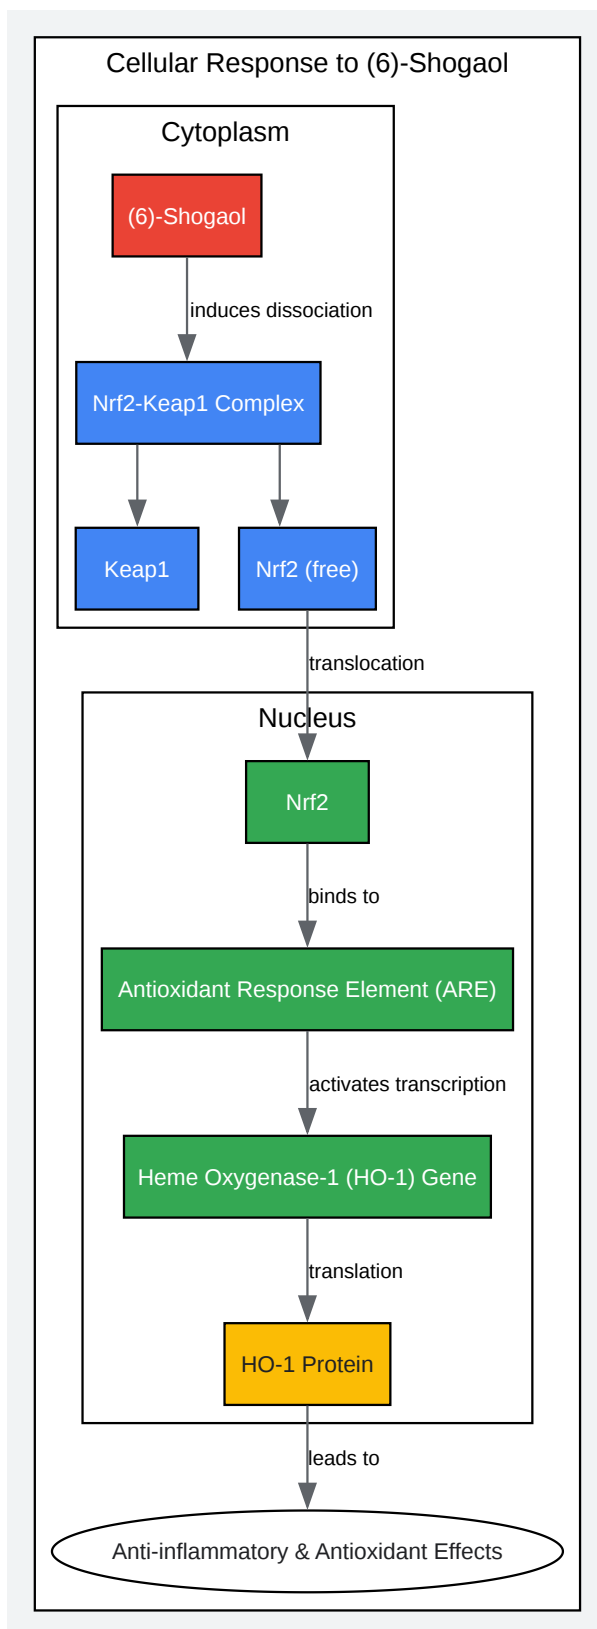 Cellular Response to (6)-Shogaol
Cytoplasm
(6)-Shogaol
induces dissociation
Nrf2-Keap1 Complex
Keap1
Nrf2 (free)
translocation
Nucleus
Nrf2
binds to
Antioxidant Response Element (ARE)
activates transcription
Heme Oxygenase-1 (HO-1) Gene
translation
HO-1 Protein
leads to
Anti-inflammatory & Antioxidant Effects